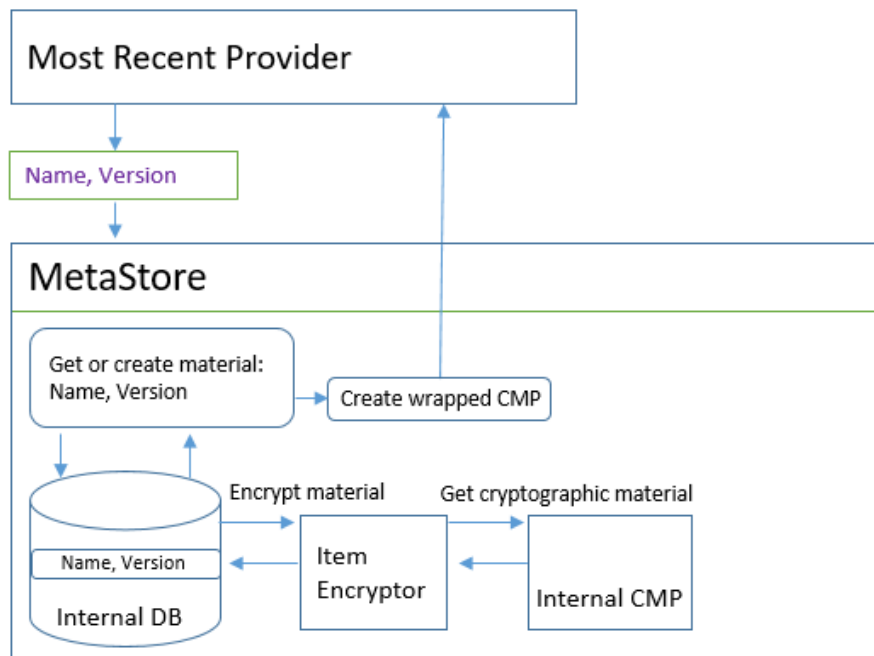 Most Recent Provider
Name, Version
MetaStore
Get or create material:
Name, Version
Create wrapped CMP
Encrypt material
Get cryptographic material
Name, Version
Item
Encryptor
Internal DB
Internal CMP